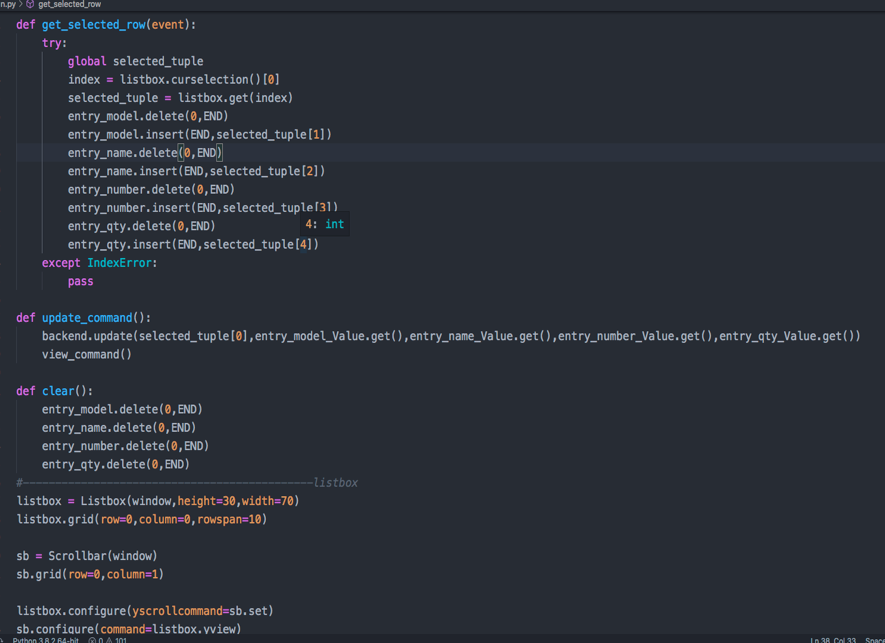 n.py > get_selected_row
def get_selected_row(event):
    try:
        global selected_tuple
        index = listbox.curselection()[0]
        selected_tuple = listbox.get(index)
        entry_model.delete(0,END)
        entry_model.insert(END,selected_tuple[1])
        entry_name.delete(0,END)
        entry_name.insert(END,selected_tuple[2])
        entry_number.delete(0,END)
        entry_number.insert(END,selected_tuple[3])
        entry_qty.delete(0,END)
4: int
        entry_qty.insert(END,selected_tuple[4])
    except IndexError:
        pass
def update_command():
    backend.update(selected_tuple[0],entry_model_Value.get(),entry_name_Value.get(),entry_number_Value.get(),entry_qty_Value.get())
    view_command()
def clear():
    entry_model.delete(0,END)
    entry_name.delete(0,END)
    entry_number.delete(0,END)
    entry_qty.delete(0,END)
#---------------------------------------------listbox
listbox = Listbox(window,height=30,width=70)
listbox.grid(row=0,column=0,rowspan=10)
sb = Scrollbar(window)
sb.grid(row=0,column=1)
listbox.configure(yscrollcommand=sb.set)
sb.configure(command=listbox.yview)
Python 3.8.2 64-bit 0 101 Ln 38, Col 33